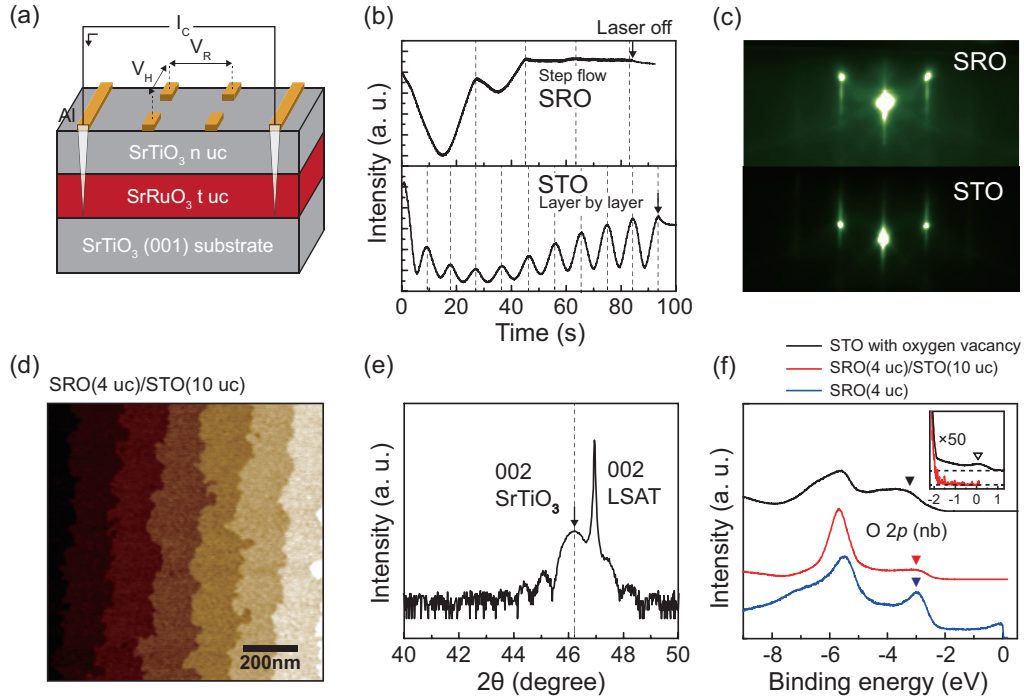 (a)
I_C
V_R
V_H
Al
SrTiO₃ n uc
SrRuO₃ t uc
SrTiO₃ (001) substrate
(b)
Laser off
Step flow
SRO
STO
Layer by layer
Intensity (a. u.)
0 20 40 60 80 100
Time (s)
(c)
SRO
STO
(d)
SRO(4 uc)/STO(10 uc)
200nm
(e)
002
SrTiO₃
002
LSAT
Intensity (a. u.)
40 42 44 46 48 50
2θ (degree)
STO with oxygen vacancy
SRO(4 uc)/STO(10 uc)
SRO(4 uc)
(f)
×50
-2 -1 0 1
O 2p (nb)
Intensity (a. u.)
-8 -6 -4 -2 0
Binding energy (eV)